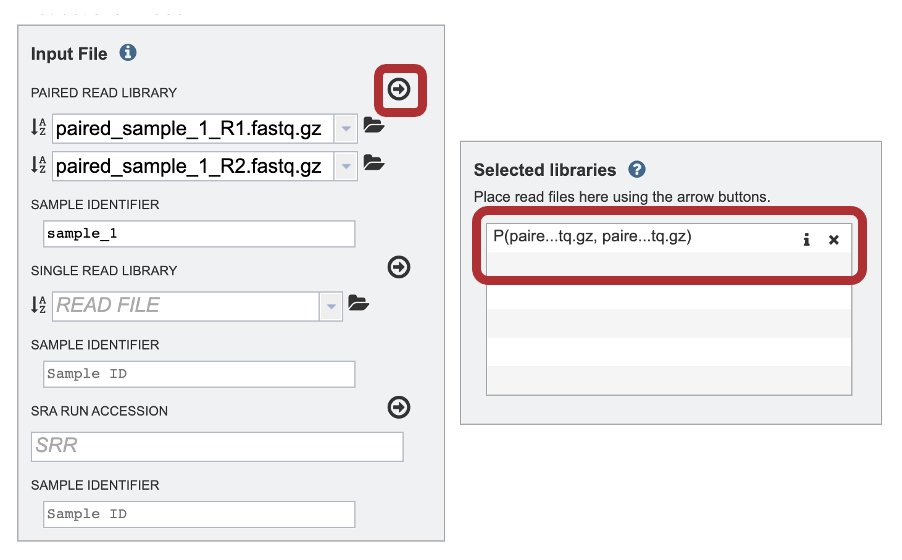 Input File
PAIRED READ LIBRARY
paired_sample_1_R1.fastq.gz
paired_sample_1_R2.fastq.gz
SAMPLE IDENTIFIER
sample_1
SINGLE READ LIBRARY
READ FILE
SAMPLE IDENTIFIER
Sample ID
SRA RUN ACCESSION
SRR
SAMPLE IDENTIFIER
Sample ID
Selected libraries
Place read files here using the arrow buttons.
P(paire...tq.gz, paire...tq.gz)